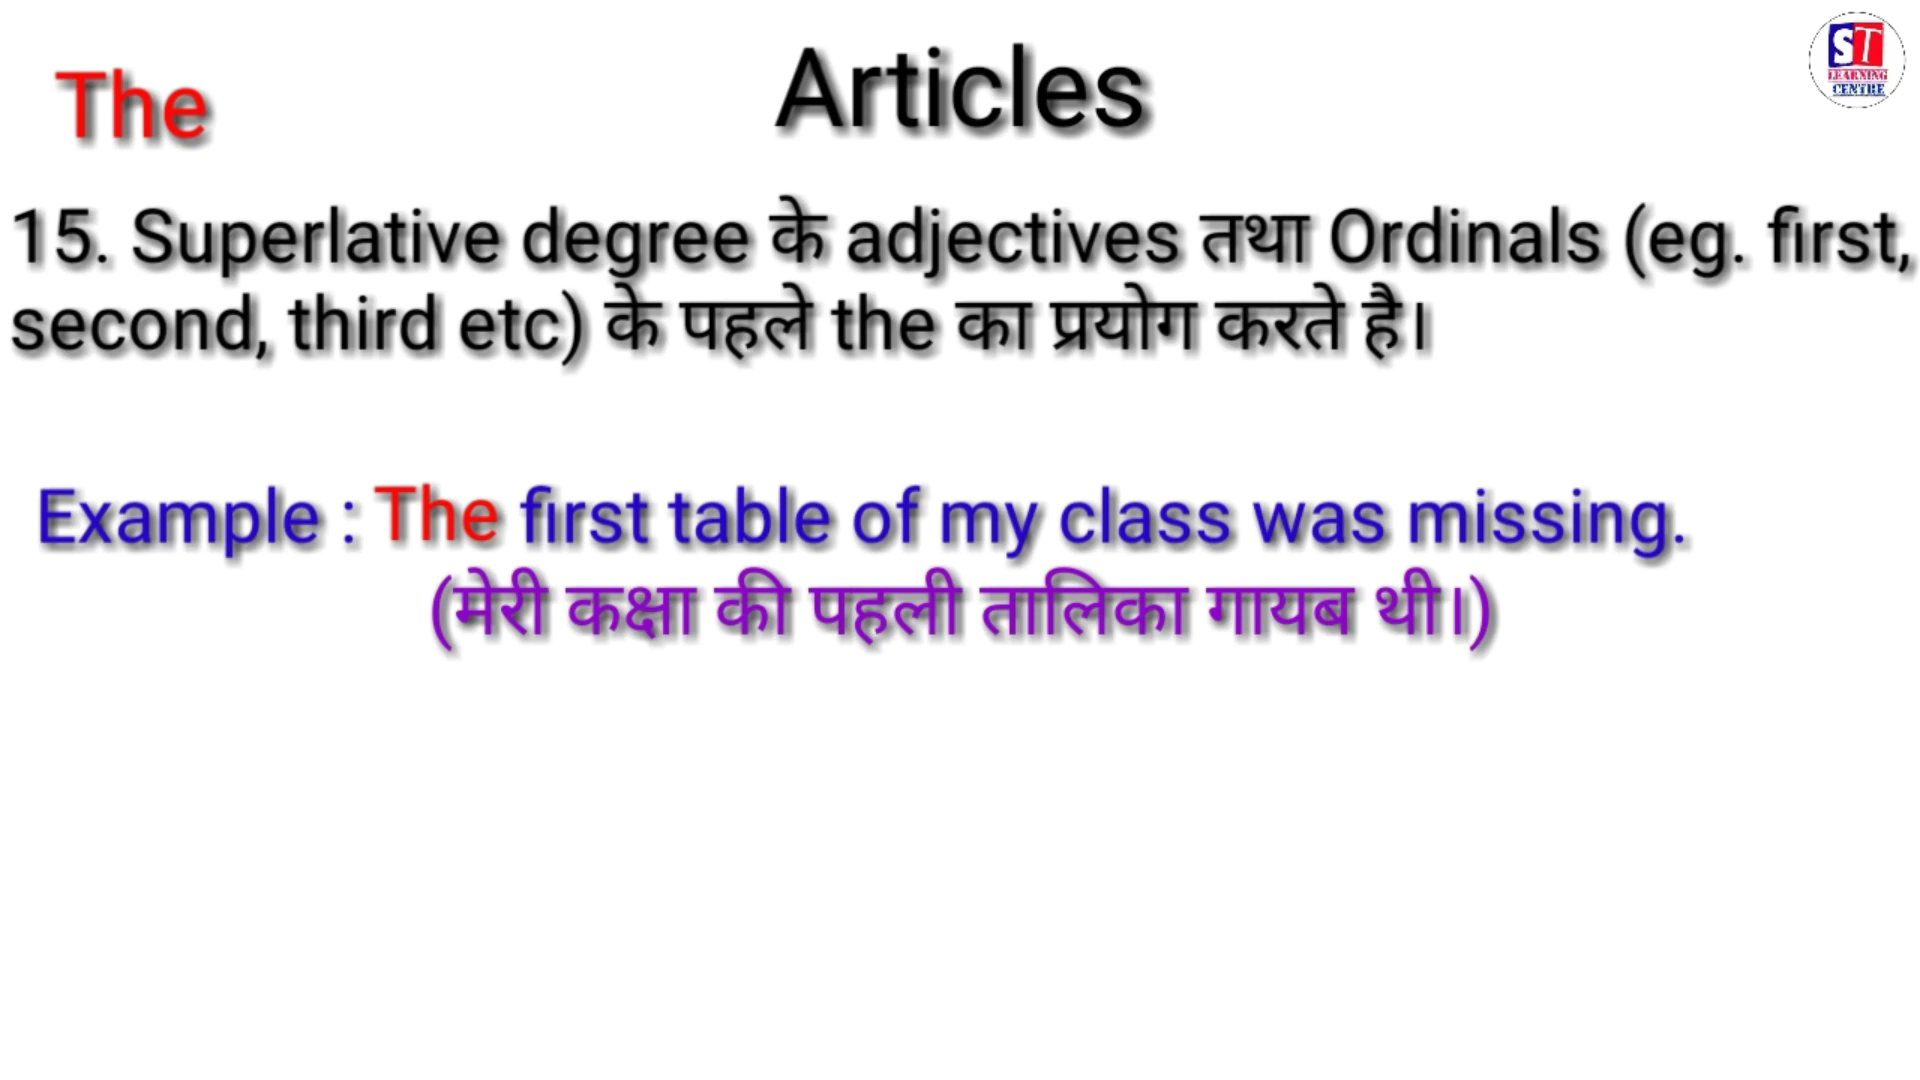 Articles
The
ST
LEARNING
CENTRE
15. Superlative degree के adjectives तथा Ordinals (eg. first,
second, third etc) के पहले the का प्रयोग करते है।
Example : The first table of my class was missing.
(मेरी कक्षा की पहली तालिका गायब थी।)